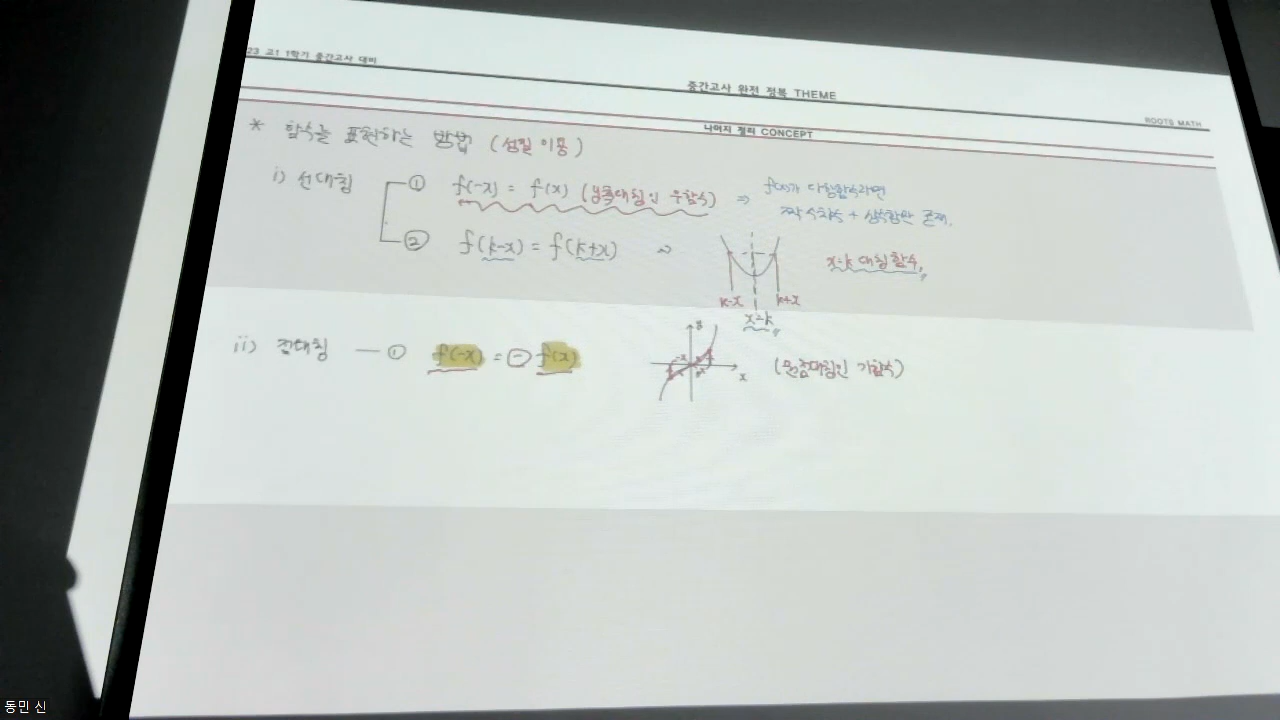 23 고1 1학기 중간고사 대비
중간고사 완전 정복 THEME
ROOTS MATH
나머지 정리 CONCEPT
* 함수를 표현하는 방법 (성질 이용)
i) 선대칭
① f(-x) = f(x) (y축대칭인 우함수) ⇒ f(x)가 다항함수라면
짝수차항 + 상수항만 존재.
② f(k-x) = f(k+x) ~ x=k 대칭함수,,
k-x k+x
x=k,,
ii) 점대칭 — ① f(-x) = - f(x) (원점대칭인 기함수)
x
동민 신